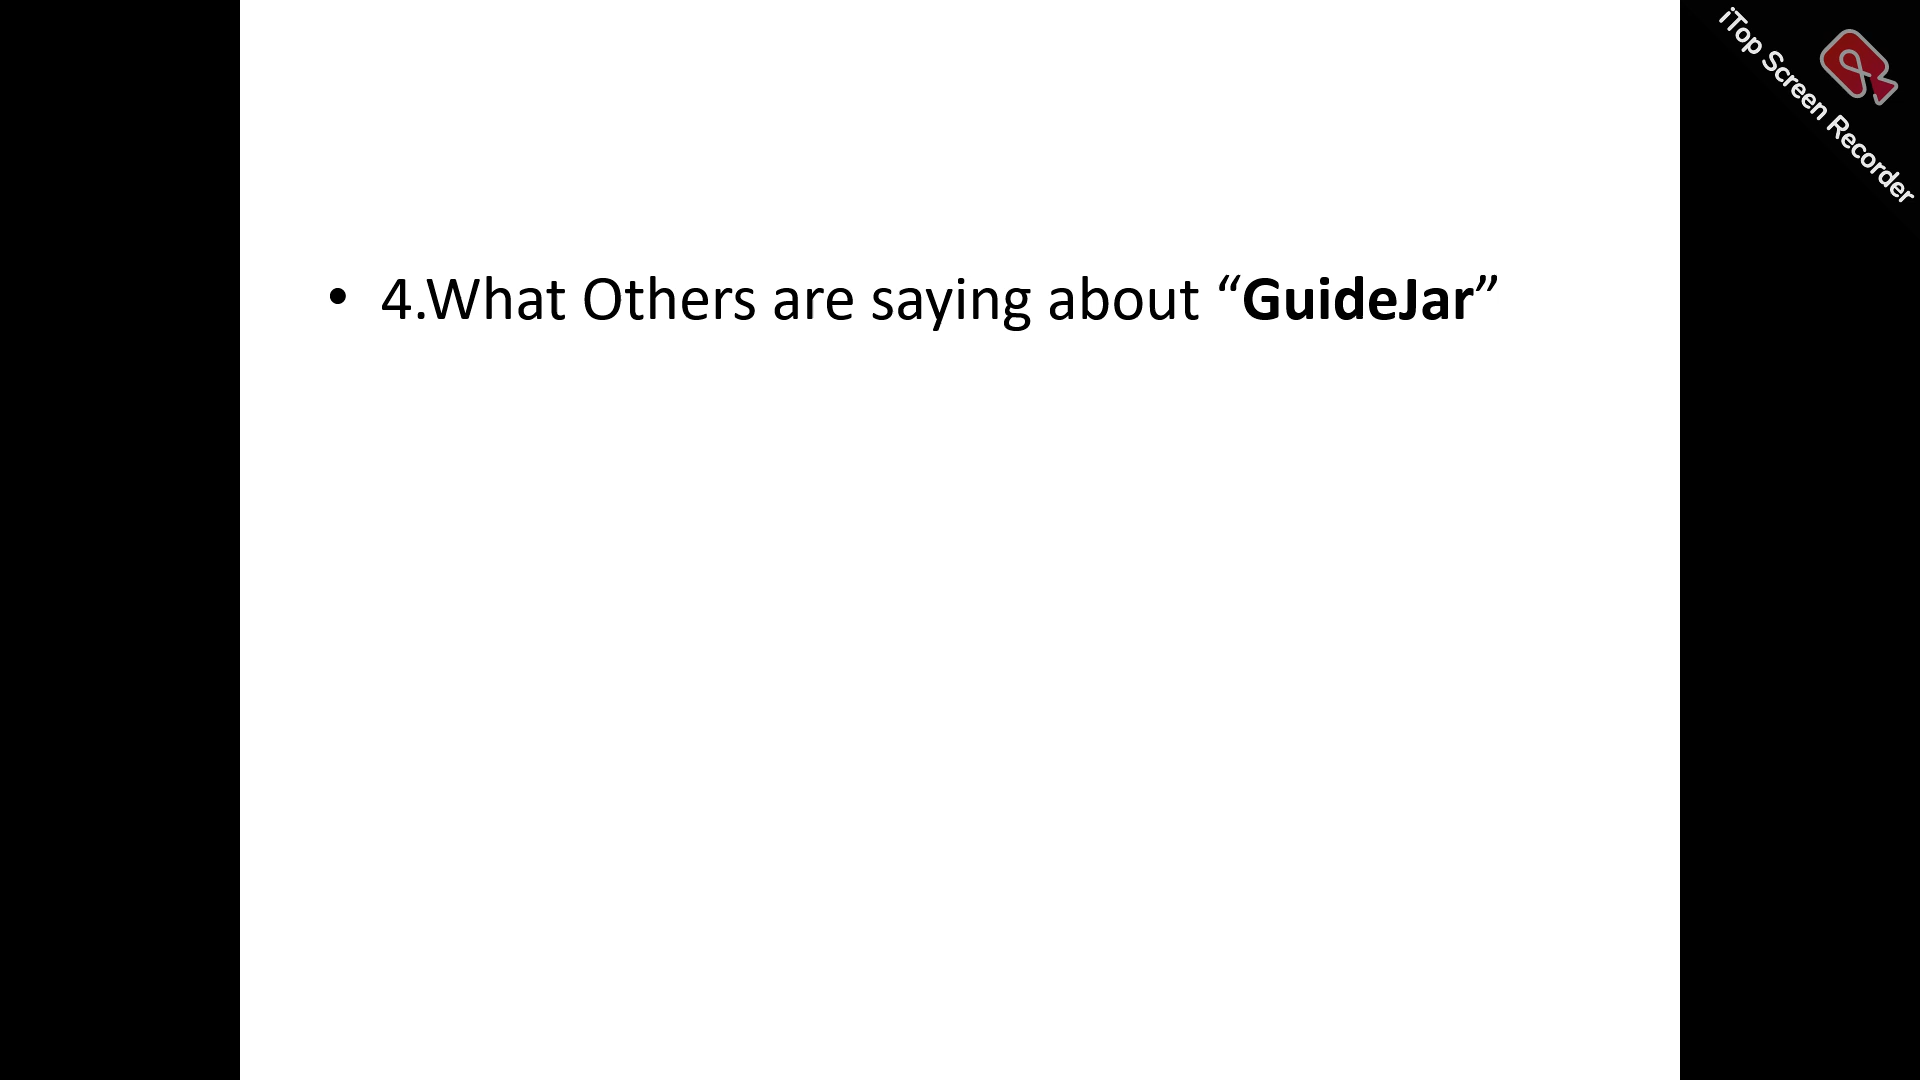 • 4.What Others are saying about “GuideJar”
iTop Screen Recorder